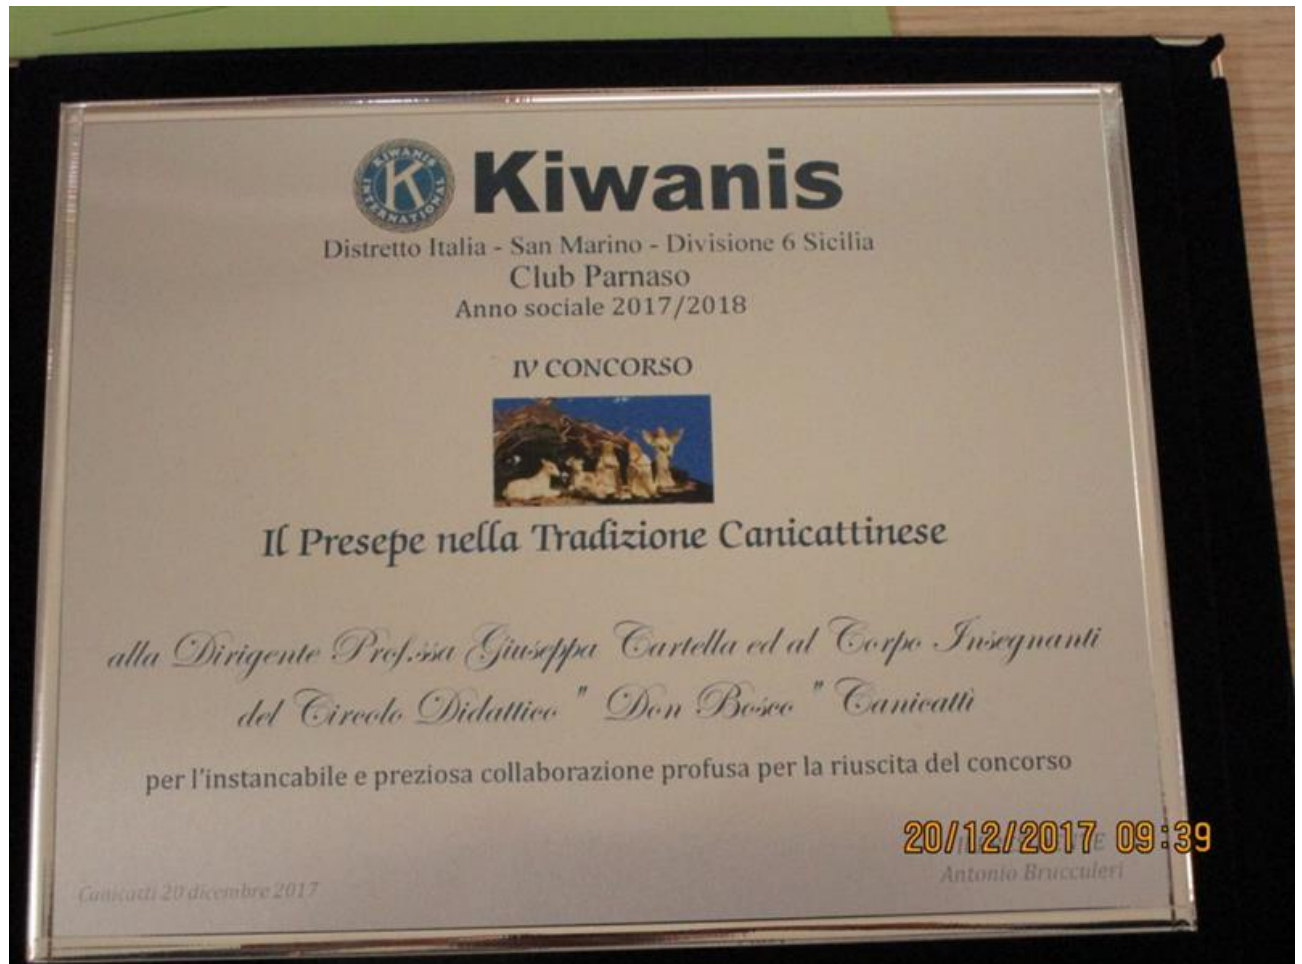 KIWANIS INTERNATIONAL
K
Kiwanis
Distretto Italia - San Marino - Divisione 6 Sicilia
Club Parnaso
Anno sociale 2017/2018
IV CONCORSO
Il Presepe nella Tradizione Canicattinese
alla Dirigente Prof.ssa Giuseppa Cartella ed al Corpo Insegnanti
del Circolo Didattico " Don Bosco " Canicattì
per l'instancabile e preziosa collaborazione profusa per la riuscita del concorso
20/12/2017 09:39
Antonio Brucculeri
Canicattì 20 dicembre 2017